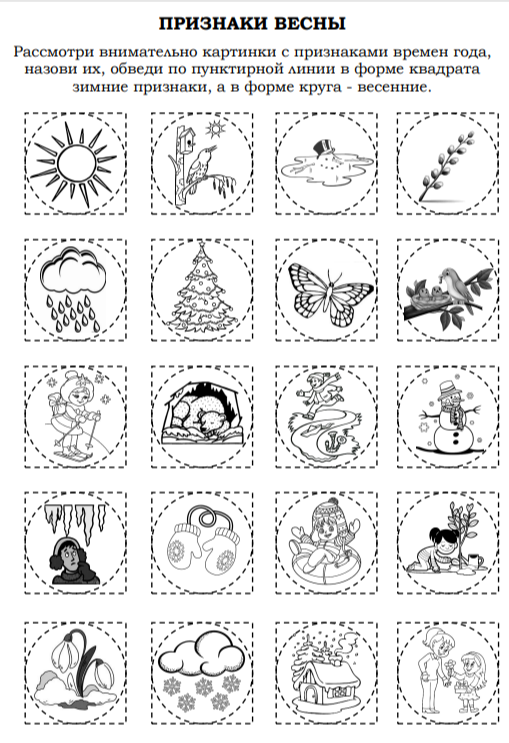 ПРИЗНАКИ ВЕСНЫ
Рассмотри внимательно картинки с признаками времен года,
назови их, обведи по пунктирной линии в форме квадрата
зимние признаки, а в форме круга - весенние.